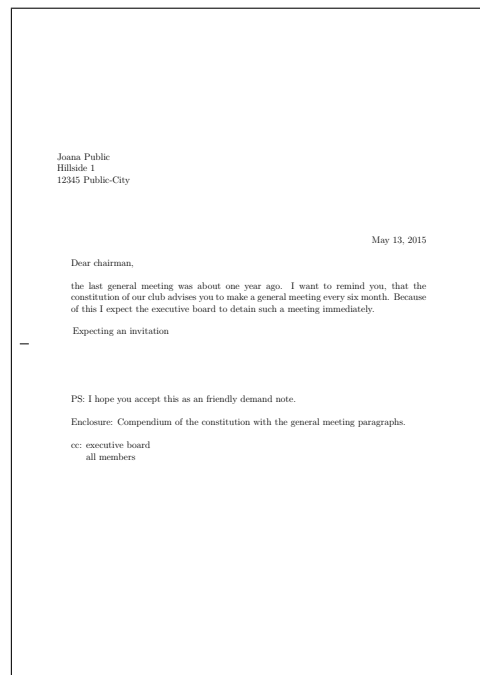 Joana Public
Hillside 1
12345 Public-City
May 13, 2015
Dear chairman,
the last general meeting was about one year ago. I want to remind you, that the
constitution of our club advises you to make a general meeting every six month. Because
of this I expect the executive board to detain such a meeting immediately.
Expecting an invitation
PS: I hope you accept this as an friendly demand note.
Enclosure: Compendium of the constitution with the general meeting paragraphs.
cc: executive board
all members